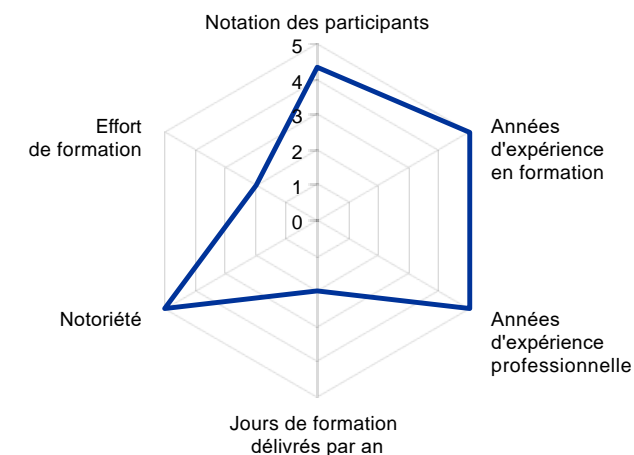 Notation des participants
5
4
3
2
1
0
Effort
de formation
Années
d'expérience
en formation
Notoriété
Années
d'expérience
professionnelle
Jours de formation
délivrés par an